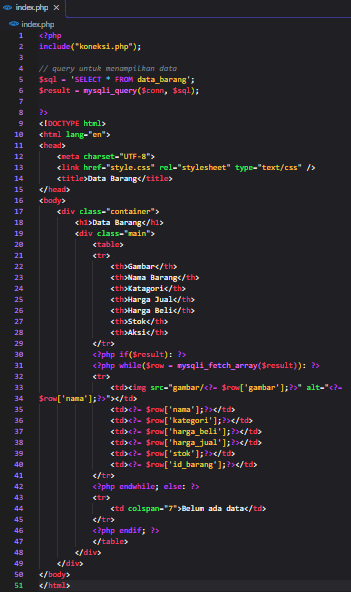 index.php ×
index.php
1 <?php
2 include("koneksi.php");
3
4 // query untuk menampilkan data
5 $sql = 'SELECT * FROM data_barang';
6 $result = mysqli_query($conn, $sql);
7
8 ?>
9 <!DOCTYPE html>
10 <html lang="en">
11 <head>
12 <meta charset="UTF-8">
13 <link href="style.css" rel="stylesheet" type="text/css" />
14 <title>Data Barang</title>
15 </head>
16 <body>
17 <div class="container">
18 <h1>Data Barang</h1>
19 <div class="main">
20 <table>
21 <tr>
22 <th>Gambar</th>
23 <th>Nama Barang</th>
24 <th>Katagori</th>
25 <th>Harga Jual</th>
26 <th>Harga Beli</th>
27 <th>Stok</th>
28 <th>Aksi</th>
29 </tr>
30 <?php if($result): ?>
31 <?php while($row = mysqli_fetch_array($result)): ?>
32 <tr>
33 <td><img src="gambar/<?= $row['gambar'];?>" alt="<?=
34 $row['nama'];?>"></td>
35 <td><?= $row['nama'];?></td>
36 <td><?= $row['kategori'];?></td>
37 <td><?= $row['harga_beli'];?></td>
38 <td><?= $row['harga_jual'];?></td>
39 <td><?= $row['stok'];?></td>
40 <td><?= $row['id_barang'];?></td>
41 </tr>
42 <?php endwhile; else: ?>
43 <tr>
44 <td colspan="7">Belum ada data</td>
45 </tr>
46 <?php endif; ?>
47 </table>
48 </div>
49 </div>
50 </body>
51 </html>